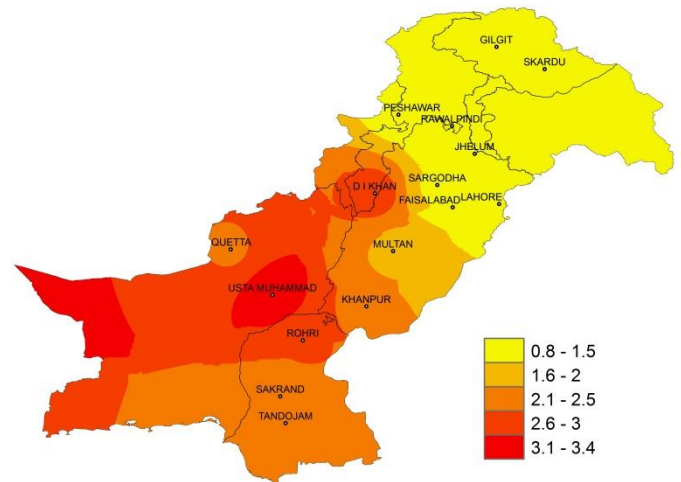 GILGIT
SKARDU
PESHAWAR
RAWALPINDI
JHELUM
SARGODHA
D I KHAN
FAISALABAD
LAHORE
QUETTA
MULTAN
USTA MUHAMMAD
KHANPUR
ROHRI
SAKRAND
TANDOJAM
0.8 - 1.5
1.6 - 2
2.1 - 2.5
2.6 - 3
3.1 - 3.4